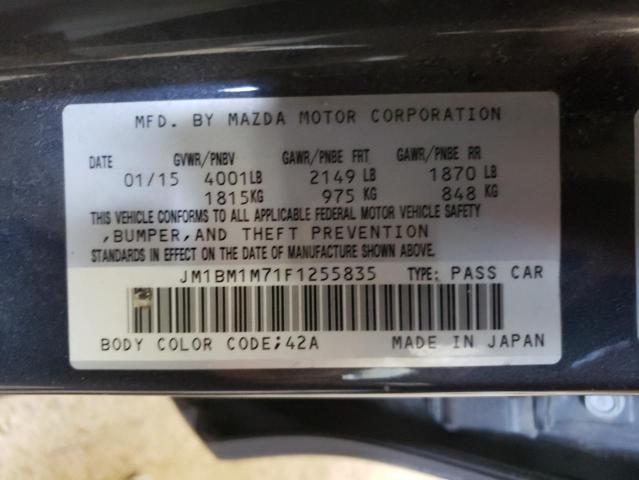 MFD. BY MAZDA MOTOR CORPORATION
DATE GVWR/PNBV GAWR/PNBE FRT GAWR/PNBE RR
01/15 4001LB 2149 LB 1870 LB
1815KG 975 KG 848 KG
THIS VEHICLE CONFORMS TO ALL APPLICABLE FEDERAL MOTOR VEHICLE SAFETY
,BUMPER,AND THEFT PREVENTION
STANDARDS IN EFFECT ON THE DATE OF MANUFACTURE SHOWN ABOVE.
JM1BM1M71F1255835 TYPE: PASS CAR
BODY COLOR CODE;42A MADE IN JAPAN